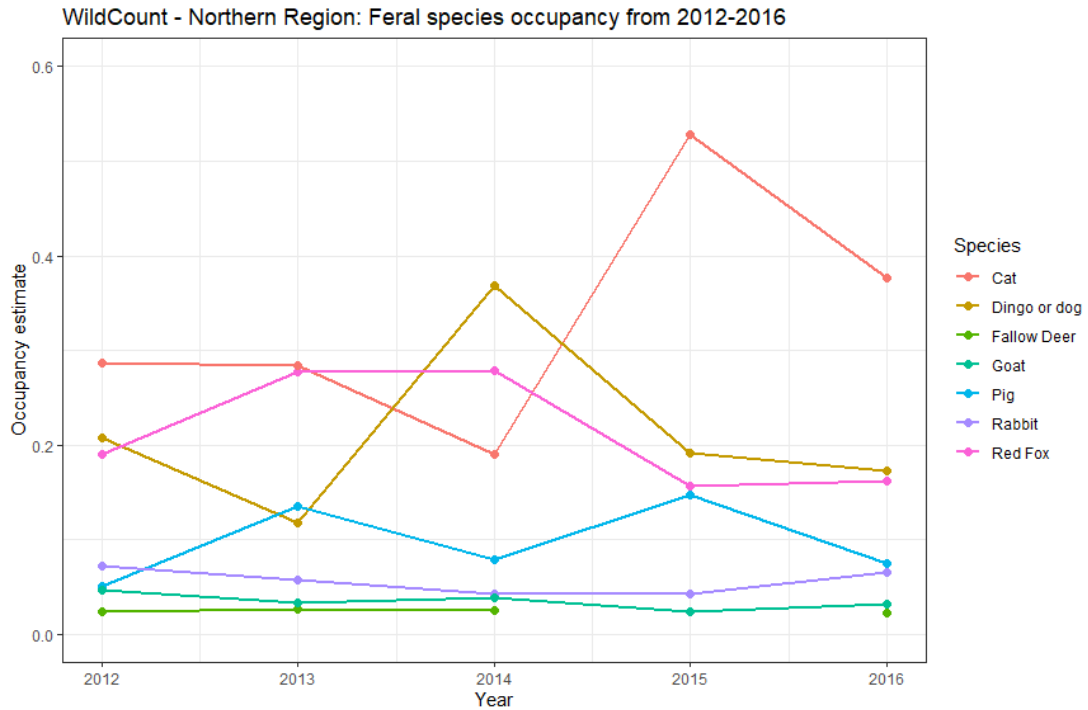 WildCount - Northern Region: Feral species occupancy from 2012-2016
0.6
0.4
0.2
0.0
Occupancy estimate
2012 2013 2014 2015 2016
Year
Species
Cat
Dingo or dog
Fallow Deer
Goat
Pig
Rabbit
Red Fox